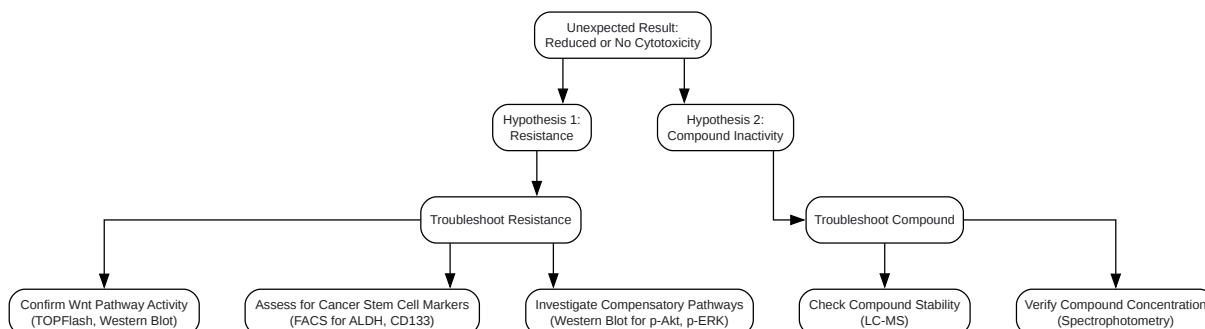 Unexpected Result:
Reduced or No Cytotoxicity
Hypothesis 1:
Resistance
Hypothesis 2:
Compound Inactivity
Troubleshoot Resistance
Troubleshoot Compound
Confirm Wnt Pathway Activity
(TOPFlash, Western Blot)
Assess for Cancer Stem Cell Markers
(FACS for ALDH, CD133)
Investigate Compensatory Pathways
(Western Blot for p-Akt, p-ERK)
Check Compound Stability
(LC-MS)
Verify Compound Concentration
(Spectrophotometry)